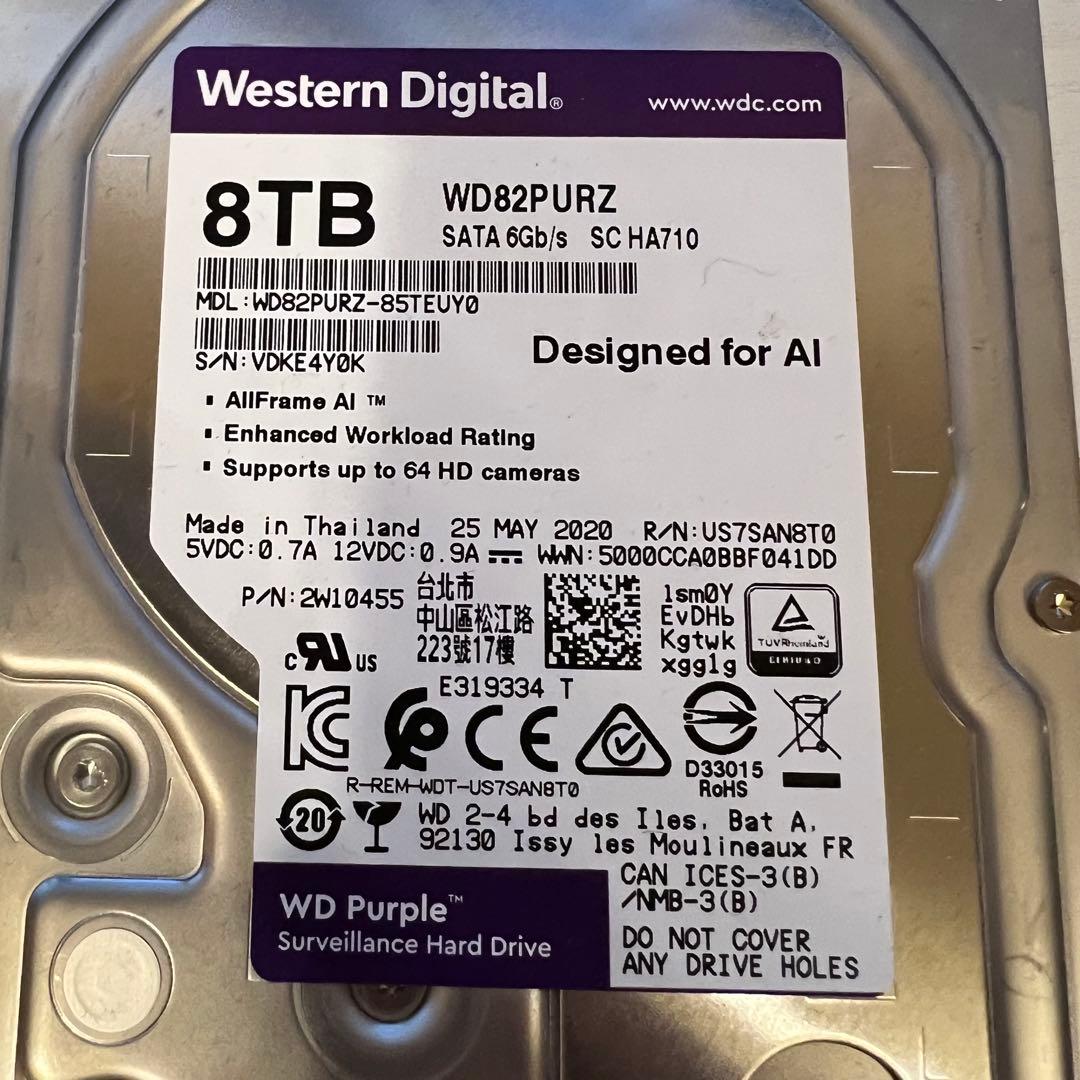 Western Digital®
www.wdc.com
8TB
WD82PURZ
SATA 6Gb/s SC HA710
MDL:WD82PURZ-85TEUY0
S/N:VDKE4Y0K
Designed for AI
▪ AllFrame AI ™
▪ Enhanced Workload Rating
▪ Supports up to 64 HD cameras
Made in Thailand 25 MAY 2020 R/N:US7SAN8T0
5VDC:0.7A 12VDC:0.9A WWN:5000CCA0BBF041DD
P/N:2W10455
台北市
中山區松江路
223號17樓
lsm0Y
EvDHb
Kgtwk
xgg1g
TÜVRheinland
c RU US
E319334 T
CE
D33015
RoHS
R-REM-WDT-US7SAN8T0
20
WD 2-4 bd des Iles, Bat A,
92130 Issy les Moulineaux FR
CAN ICES-3(B)
/NMB-3(B)
WD Purple™
Surveillance Hard Drive
DO NOT COVER
ANY DRIVE HOLES